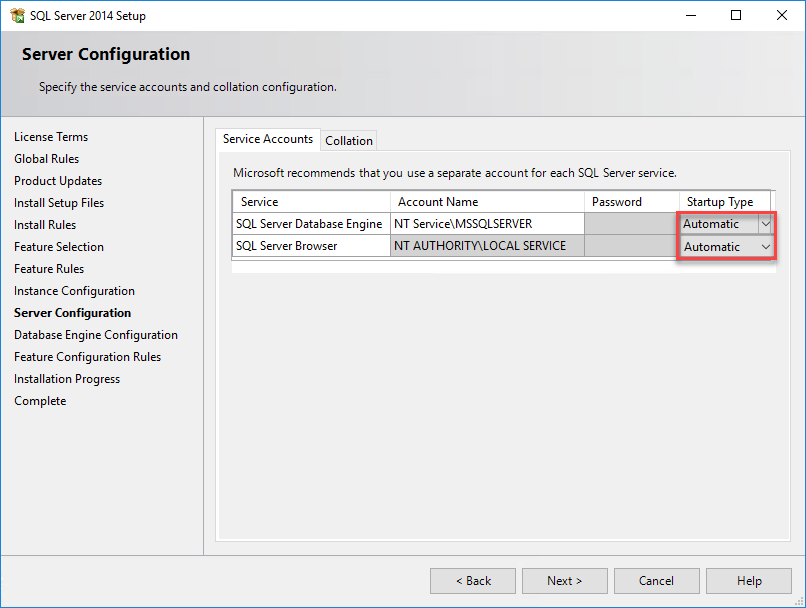 SQL Server 2014 Setup
Server Configuration
Specify the service accounts and collation configuration.
License Terms
Global Rules
Product Updates
Install Setup Files
Install Rules
Feature Selection
Feature Rules
Instance Configuration
Server Configuration
Database Engine Configuration
Feature Configuration Rules
Installation Progress
Complete
Service Accounts Collation
Microsoft recommends that you use a separate account for each SQL Server service.
Service Account Name Password Startup Type
SQL Server Database Engine NT Service\MSSQLSERVER Automatic
SQL Server Browser NT AUTHORITY\LOCAL SERVICE Automatic
< Back Next > Cancel Help